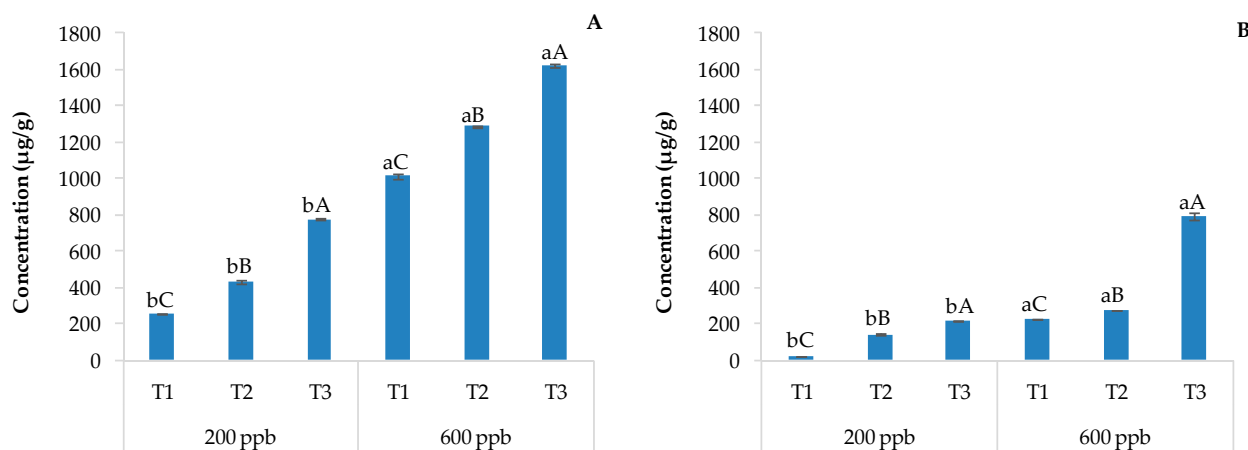 A
Concentration (µg/g)
1800
1600
1400
1200
1000
800
600
400
200
0
bC
bB
bA
aC
aB
aA
T1 T2 T3 T1 T2 T3
200 ppb 600 ppb
B
Concentration (µg/g)
1800
1600
1400
1200
1000
800
600
400
200
0
bC
bB
bA
aC
aB
aA
T1 T2 T3 T1 T2 T3
200 ppb 600 ppb